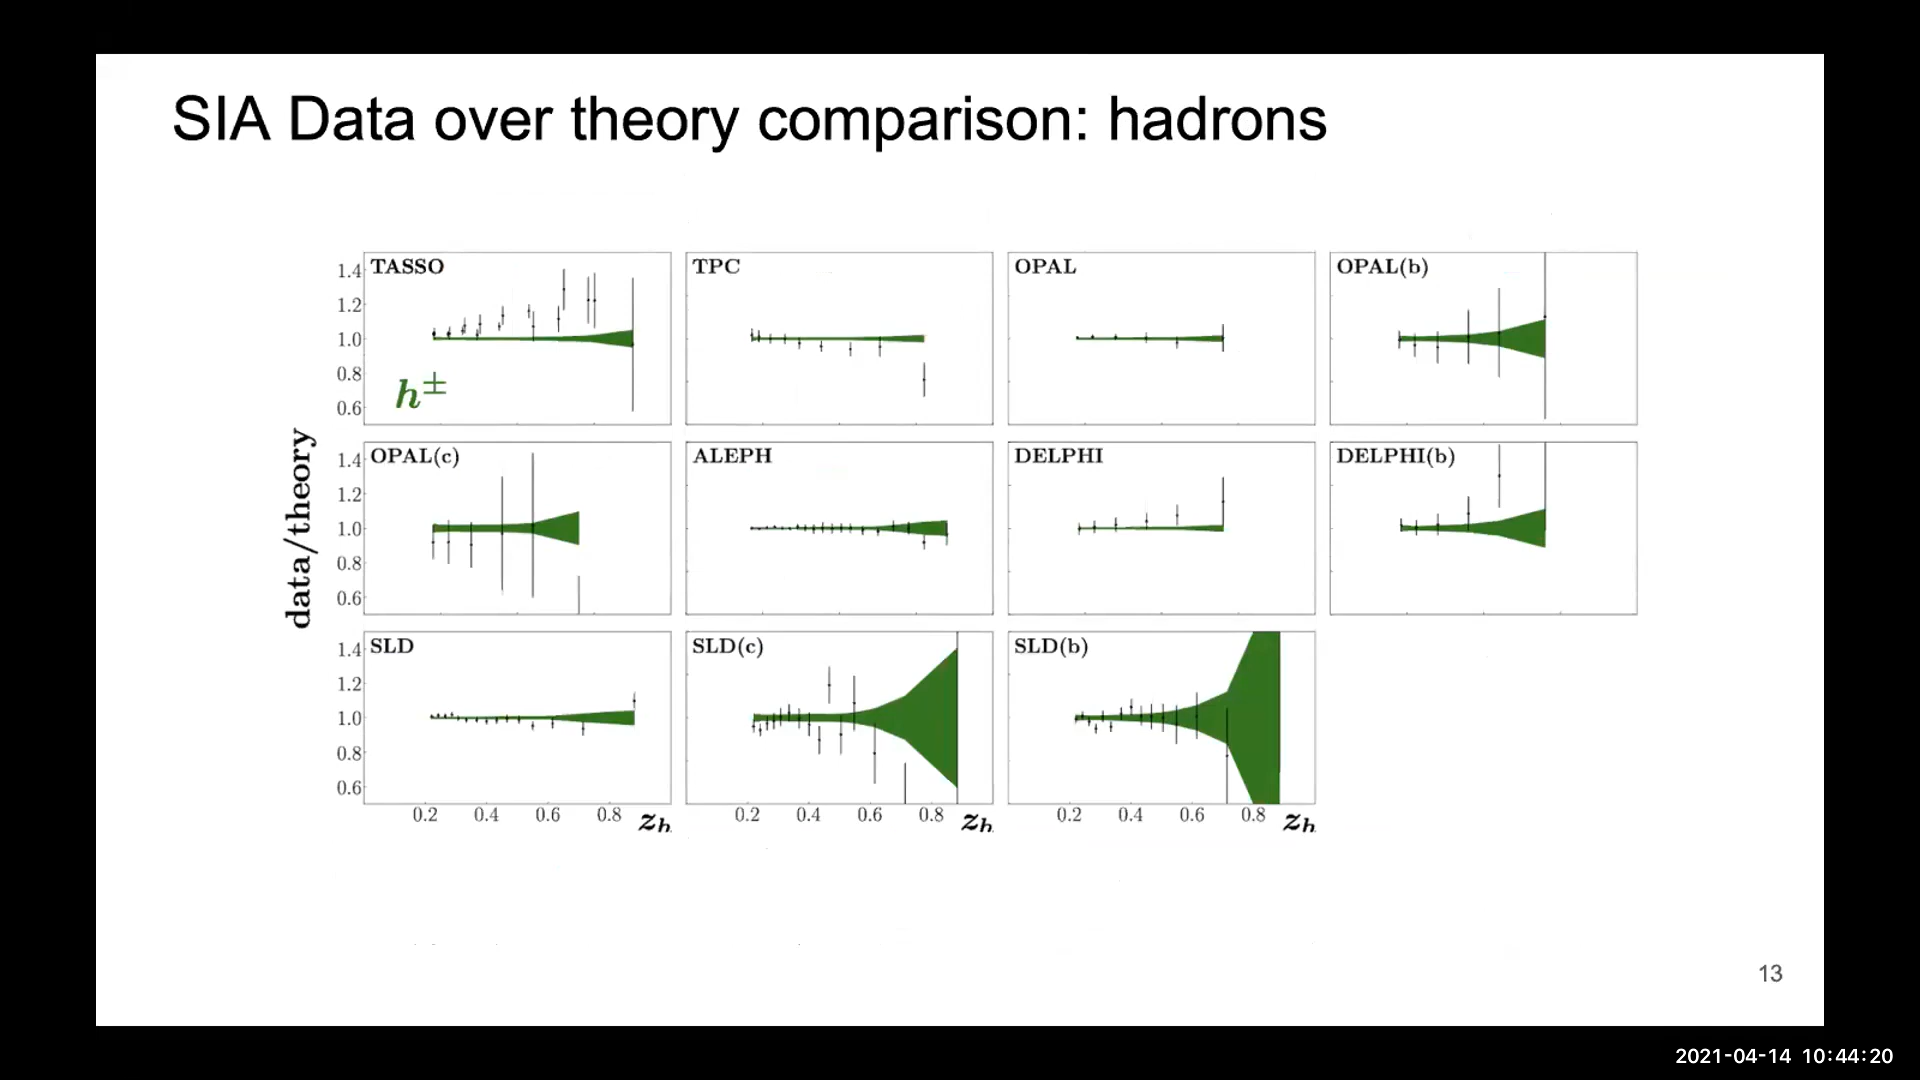 SIA Data over theory comparison: hadrons
TASSO
TPC
OPAL
OPAL(b)
1.4
1.2
1.0
0.8
0.6
h±
OPAL(c)
ALEPH
DELPHI
DELPHI(b)
1.4
1.2
1.0
0.8
0.6
data/theory
SLD
SLD(c)
SLD(b)
1.4
1.2
1.0
0.8
0.6
0.2 0.4 0.6 0.8 zh
0.2 0.4 0.6 0.8 zh
0.2 0.4 0.6 0.8 zh
13
2021-04-14 10:44:20